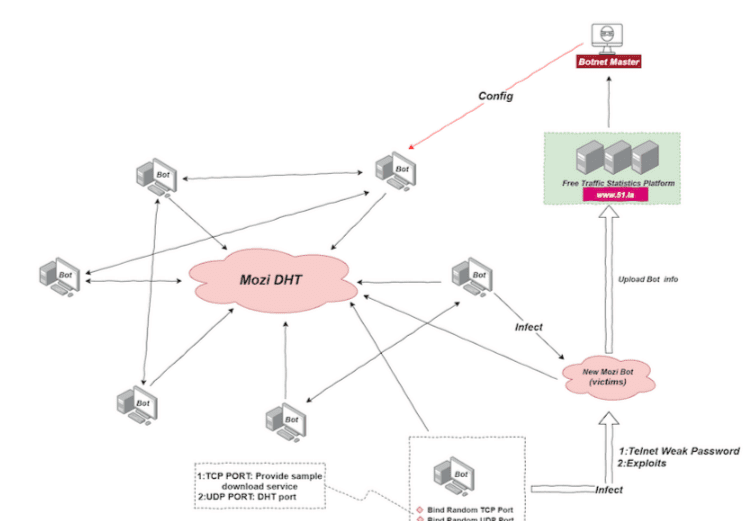 Botnet Master
Config
Free Traffic Statistics Platform
www.51.la
Bot
Bot
Bot
Mozi DHT
Bot
Upload Bot info
Infect
New Mozi Bot
(victims)
Bot
Bot
1:Telnet Weak Password
2:Exploits
Infect
1:TCP PORT: Provide sample
download service
2:UDP PORT: DHT port
Bot
Bind Random TCP Port
Bind Random UDP Port